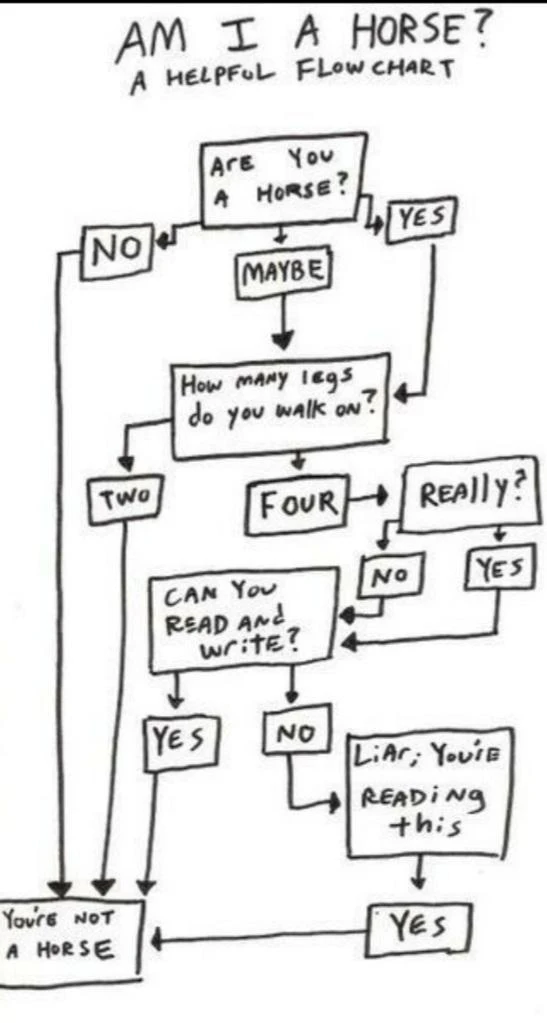 AM I A HORSE?
A HELPFUL FLOWCHART
ARE YOU
A HORSE?
NO
MAYBE
YES
HOW MANY legs
do you walk on?
TWO
FOUR
REAlly?
NO
YES
CAN YOU
READ ANd
WriTE?
YES
NO
LiAr; YOU'rE
READiNg
this
YES
YOU'rE NOT
A HORSE